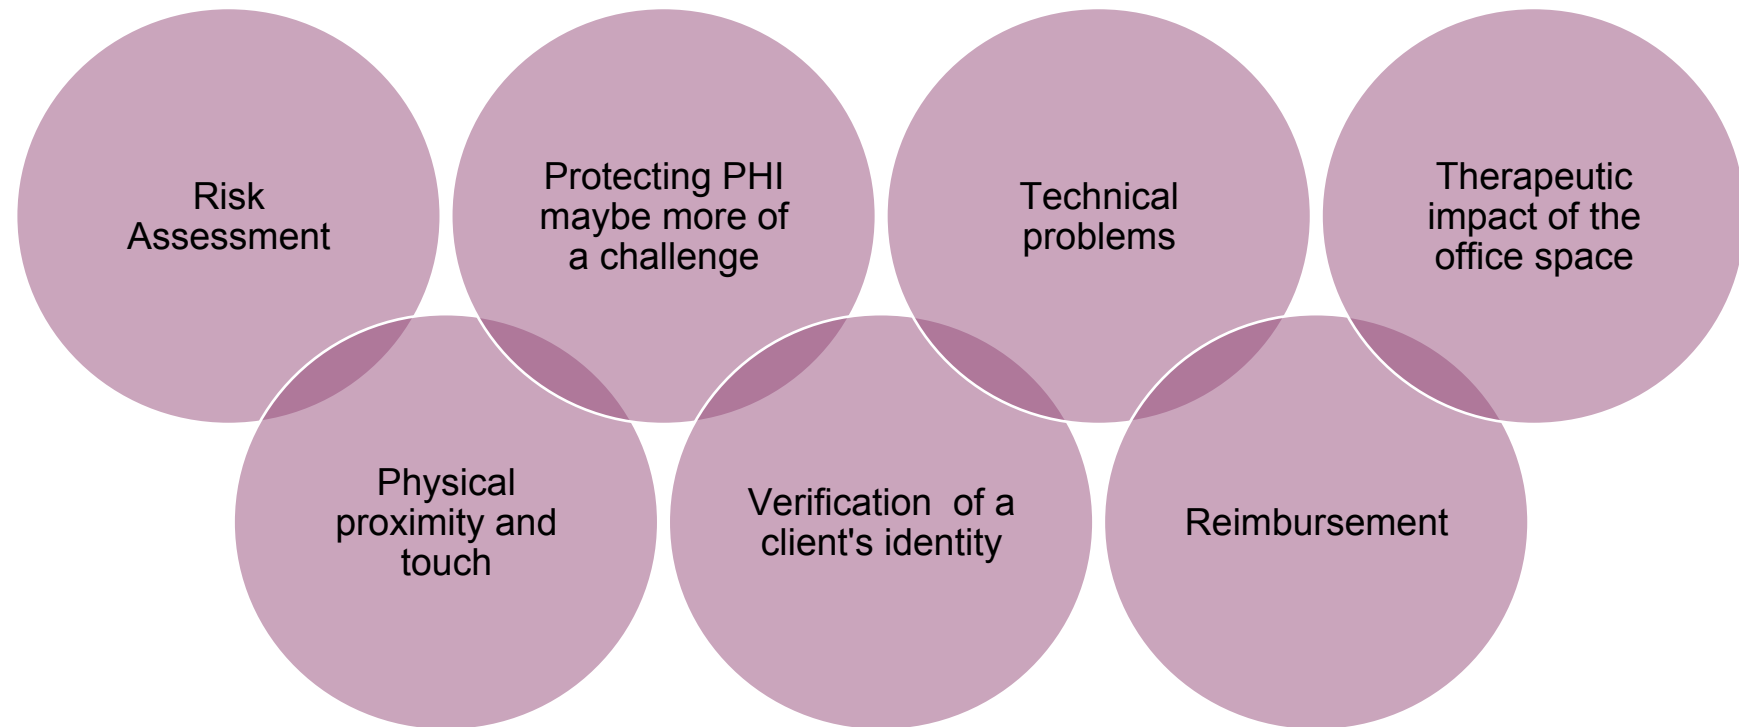 Risk
Assessment
Physical
proximity and
touch
Protecting PHI
maybe more of
a challenge
Verification  of a
client's identity
Technical
problems
Reimbursement
Therapeutic
impact of the
office space